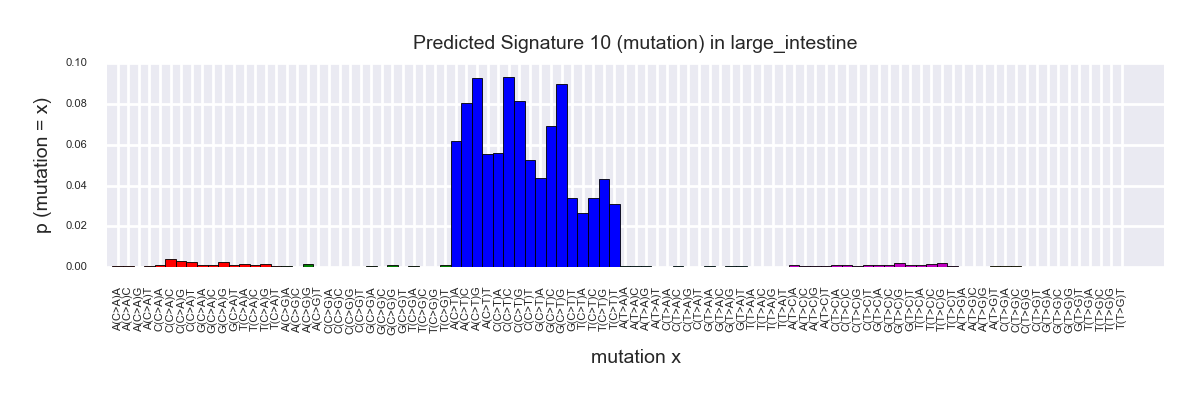 Predicted Signature 10 (mutation) in large_intestine
p (mutation = x)
0.10
0.08
0.06
0.04
0.02
0.00
A(C>A)A
A(C>A)C
A(C>A)G
A(C>A)T
C(C>A)A
C(C>A)C
C(C>A)G
C(C>A)T
G(C>A)A
G(C>A)C
G(C>A)G
G(C>A)T
T(C>A)A
T(C>A)C
T(C>A)G
T(C>A)T
A(C>G)A
A(C>G)C
A(C>G)G
A(C>G)T
C(C>G)A
C(C>G)C
C(C>G)G
C(C>G)T
G(C>G)A
G(C>G)C
G(C>G)G
G(C>G)T
T(C>G)A
T(C>G)C
T(C>G)G
T(C>G)T
A(C>T)A
A(C>T)C
A(C>T)G
A(C>T)T
C(C>T)A
C(C>T)C
C(C>T)G
C(C>T)T
G(C>T)A
G(C>T)C
G(C>T)G
G(C>T)T
T(C>T)A
T(C>T)C
T(C>T)G
T(C>T)T
A(T>A)A
A(T>A)C
A(T>A)G
A(T>A)T
C(T>A)A
C(T>A)C
C(T>A)G
C(T>A)T
G(T>A)A
G(T>A)C
G(T>A)G
G(T>A)T
T(T>A)A
T(T>A)C
T(T>A)G
T(T>A)T
A(T>C)A
A(T>C)C
A(T>C)G
A(T>C)T
C(T>C)A
C(T>C)C
C(T>C)G
C(T>C)T
G(T>C)A
G(T>C)C
G(T>C)G
G(T>C)T
T(T>C)A
T(T>C)C
T(T>C)G
T(T>C)T
A(T>G)A
A(T>G)C
A(T>G)G
A(T>G)T
C(T>G)A
C(T>G)C
C(T>G)G
C(T>G)T
G(T>G)A
G(T>G)C
G(T>G)G
G(T>G)T
T(T>G)A
T(T>G)C
T(T>G)G
T(T>G)T
mutation x